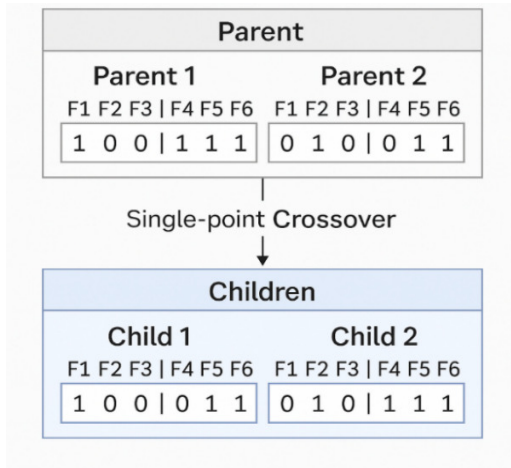 Parent
Parent 1 Parent 2
F1 F2 F3 | F4 F5 F6 F1 F2 F3 | F4 F5 F6
1 0 0 | 1 1 1 0 1 0 | 0 1 1
Single-point Crossover
Children
Child 1 Child 2
F1 F2 F3 | F4 F5 F6 F1 F2 F3 | F4 F5 F6
1 0 0 | 0 1 1 0 1 0 | 1 1 1